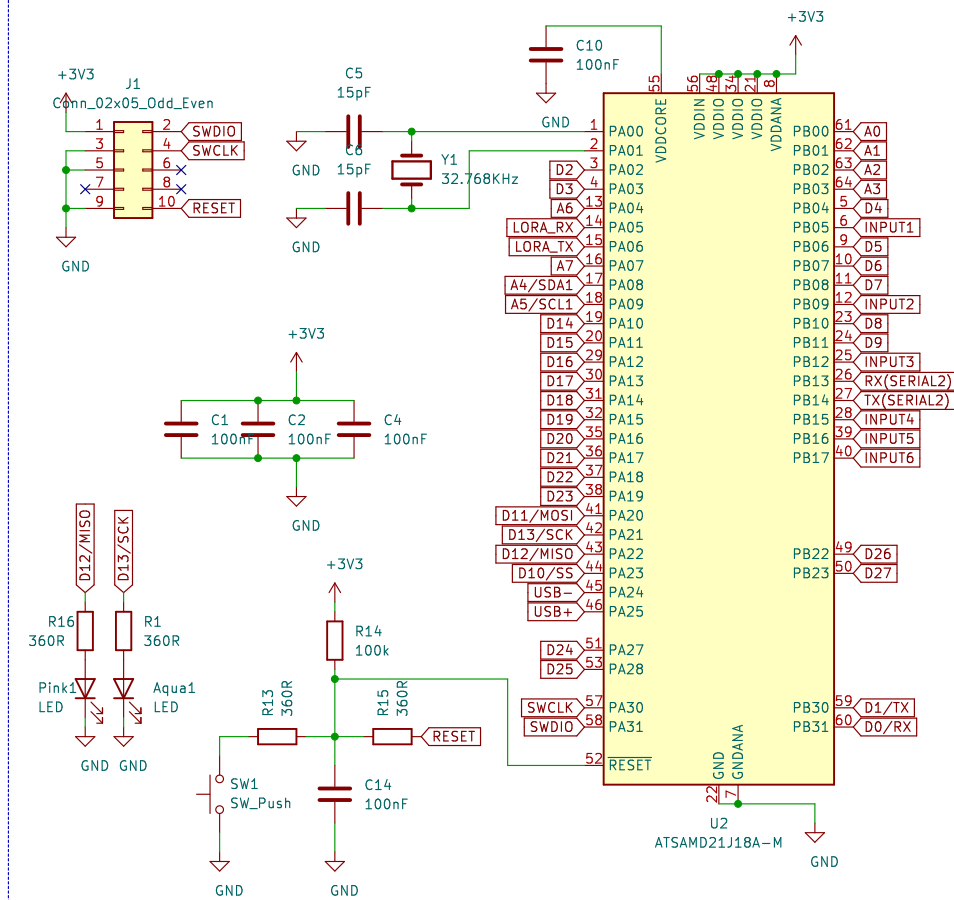 +3V3
J1
Conn_02x05_Odd_Even
1
2
SWDIO
3
4
SWCLK
5
6
7
8
9
10
RESET
GND
C5
15pF
GND
C6
15pF
GND
Y1
32.768KHz
C10
100nF
GND
+3V3
55
VDDCORE
56
VDDIN
48
VDDIO
34
VDDIO
21
VDDIO
8
VDDANA
1
PA00
2
PA01
D2
3
PA02
D3
4
PA03
A6
13
PA04
LORA_RX
14
PA05
LORA_TX
15
PA06
A7
16
PA07
A4/SDA1
17
PA08
A5/SCL1
18
PA09
D14
19
PA10
D15
20
PA11
D16
29
PA12
D17
30
PA13
D18
31
PA14
D19
32
PA15
D20
35
PA16
D21
36
PA17
D22
37
PA18
D23
38
PA19
D11/MOSI
41
PA20
D13/SCK
42
PA21
D12/MISO
43
PA22
D10/SS
44
PA23
USB-
45
PA24
USB+
46
PA25
D24
51
PA27
D25
53
PA28
SWCLK
57
PA30
SWDIO
58
PA31
52
RESET
PB00
61
A0
PB01
62
A1
PB02
63
A2
PB03
64
A3
PB04
5
D4
PB05
6
INPUT1
PB06
9
D5
PB07
10
D6
PB08
11
D7
PB09
12
INPUT2
PB10
23
D8
PB11
24
D9
PB12
25
INPUT3
PB13
26
RX(SERIAL2)
PB14
27
TX(SERIAL2)
PB15
28
INPUT4
PB16
39
INPUT5
PB17
40
INPUT6
PB22
49
D26
PB23
50
D27
PB30
59
D1/TX
PB31
60
D0/RX
GND
22
GNDANA
7
U2
ATSAMD21J18A-M
GND
+3V3
C1
100nF
C2
100nF
C4
100nF
GND
D12/MISO
D13/SCK
R16
360R
R1
360R
Pink1
LED
Aqua1
LED
GND
GND
+3V3
R14
100k
R13
360R
R15
360R
RESET
SW1
SW_Push
C14
100nF
GND
GND